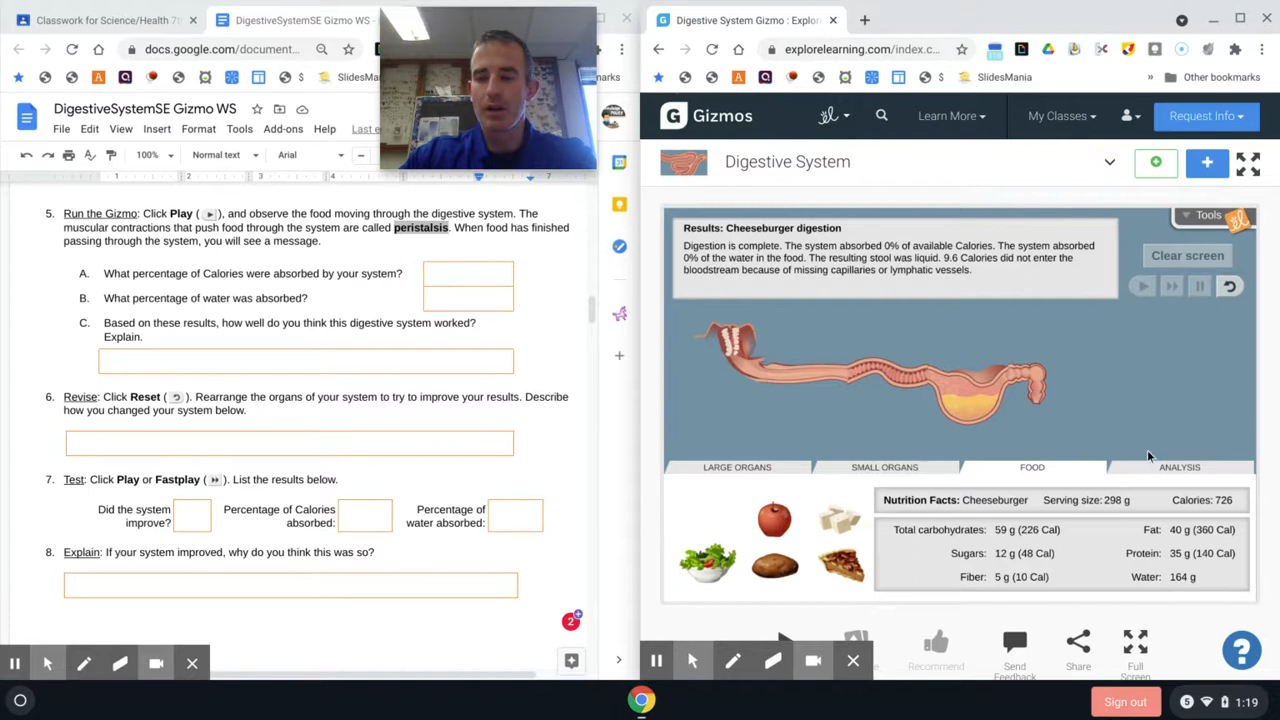 Classwork for Science/Health 7t
DigestiveSystemSE Gizmo WS -
docs.google.com/document...
$
SlidesMa
kmarks
DigestiveSystemSE Gizmo WS
File Edit View Insert Format Tools Add-ons Help Last e
100% Normal text Arial
1 2 3 4 7
5. Run the Gizmo: Click Play ( ), and observe the food moving through the digestive system. The
muscular contractions that push food through the system are called peristalsis. When food has finished
passing through the system, you will see a message.
A. What percentage of Calories were absorbed by your system?
B. What percentage of water was absorbed?
C. Based on these results, how well do you think this digestive system worked?
Explain.
6. Revise: Click Reset ( ). Rearrange the organs of your system to try to improve your results. Describe
how you changed your system below.
7. Test: Click Play or Fastplay ( ). List the results below.
Did the system
improve?
Percentage of Calories
absorbed:
Percentage of
water absorbed:
8. Explain: If your system improved, why do you think this was so?
2
Digestive System Gizmo : Explor
explorelearning.com/index.c...
$
SlidesMania
» Other bookmarks
G Gizmos
el
Learn More
My Classes
Request Info
Digestive System
Tools
el
Results: Cheeseburger digestion
Digestion is complete. The system absorbed 0% of available Calories. The system absorbed
0% of the water in the food. The resulting stool was liquid. 9.6 Calories did not enter the
bloodstream because of missing capillaries or lymphatic vessels.
Clear screen
LARGE ORGANS SMALL ORGANS FOOD ANALYSIS
Nutrition Facts: Cheeseburger Serving size: 298 g Calories: 726
Total carbohydrates: 59 g (226 Cal) Fat: 40 g (360 Cal)
Sugars: 12 g (48 Cal) Protein: 35 g (140 Cal)
Fiber: 5 g (10 Cal) Water: 164 g
Recommend
Send
Feedback
Share
Full
Screen
?
Sign out
5
1:19